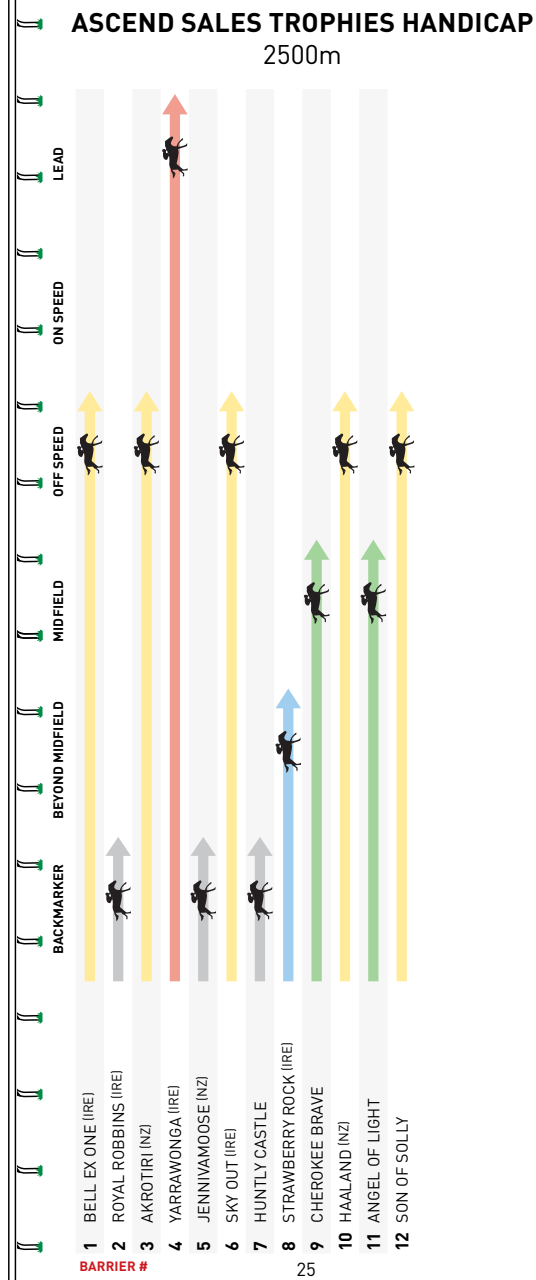 ASCEND SALES TROPHIES HANDICAP
2500m
LEAD
ON SPEED
OFF SPEED
MIDFIELD
BEYOND MIDFIELD
BACKMARKER
1 BELL EX ONE (IRE)
2 ROYAL ROBBINS (IRE)
3 AKROTIRI (NZ)
4 YARRAWONGA (IRE)
5 JENNIVAMOOSE (NZ)
6 SKY OUT (IRE)
7 HUNTLY CASTLE
8 STRAWBERRY ROCK (IRE)
9 CHEROKEE BRAVE
10 HAALAND (NZ)
11 ANGEL OF LIGHT
12 SON OF SOLLY
BARRIER #
25